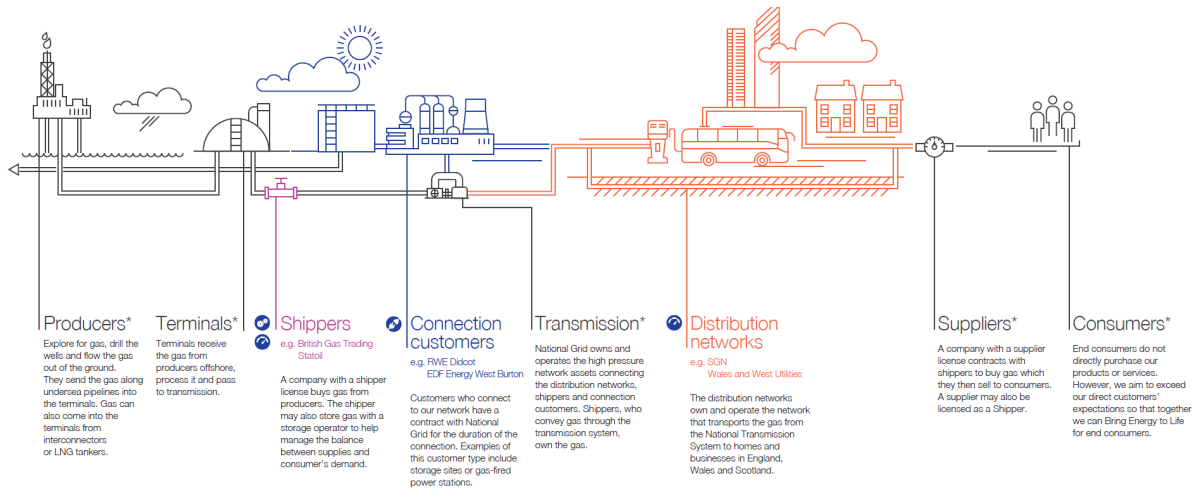 Producers*
Explore for gas, drill the
wells and flow the gas
out of the ground.
They send the gas along
undersea pipelines into
the terminals. Gas can
also come into the
terminals from
interconnectors
or LNG tankers.
Terminals*
Terminals receive
the gas from
producers offshore,
process it and pass
to transmission.
Shippers
e.g. British Gas Trading
Statoil
A company with a shipper
license buys gas from
producers. The shipper
may also store gas with a
storage operator to help
manage the balance
between supplies and
consumer's demand.
Connection
customers
e.g. RWE Didcot
EDF Energy West Burton
Customers who connect
to our network have a
contract with National
Grid for the duration of the
connection. Examples of
this customer type include
storage sites or gas-fired
power stations.
Transmission*
National Grid owns and
operates the high pressure
network assets connecting
the distribution networks,
shippers and connection
customers. Shippers, who
convey gas through the
transmission system,
own the gas.
Distribution
networks
e.g. SGN
Wales and West Utilities
The distribution networks
own and operate the network
that transports the gas from
the National Transmission
System to homes and
businesses in England,
Wales and Scotland.
Suppliers*
A company with a supplier
license contracts with
shippers to buy gas which
they then sell to consumers.
A supplier may also be
licensed as a Shipper.
Consumers*
End consumers do not
directly purchase our
products or services.
However, we aim to exceed
our direct customers'
expectations so that together
we can Bring Energy to Life
for end consumers.